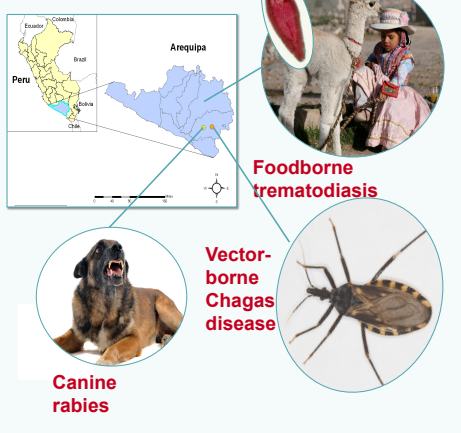 Colombia
Ecuador
Arequipa
Brazil
Peru
Bolivia
Chile
N
W E
S
Foodborne
trematodiasis
Vector-
borne
Chagas
disease
Canine
rabies